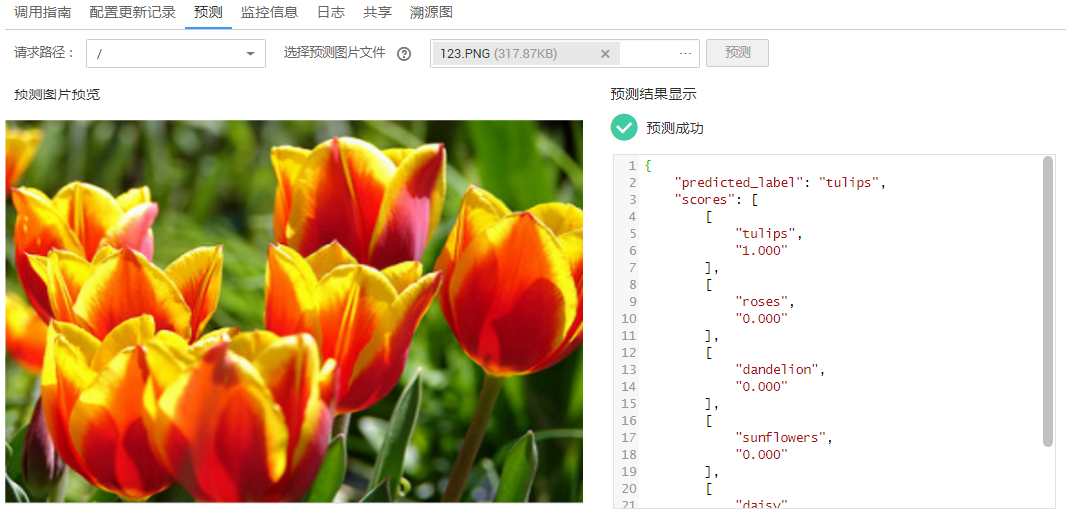 调用指南 配置更新记录 预测 监控信息 日志 共享 溯源图
请求路径： / 选择预测图片文件 ? 123.PNG (317.87KB) × ··· 预测
预测图片预览
预测结果显示
预测成功
1 {
2 "predicted_label": "tulips",
3 "scores": [
4 [
5 "tulips",
6 "1.000"
7 ],
8 [
9 "roses",
10 "0.000"
11 ],
12 [
13 "dandelion",
14 "0.000"
15 ],
16 [
17 "sunflowers",
18 "0.000"
19 ],
20 [
21 "daisy"